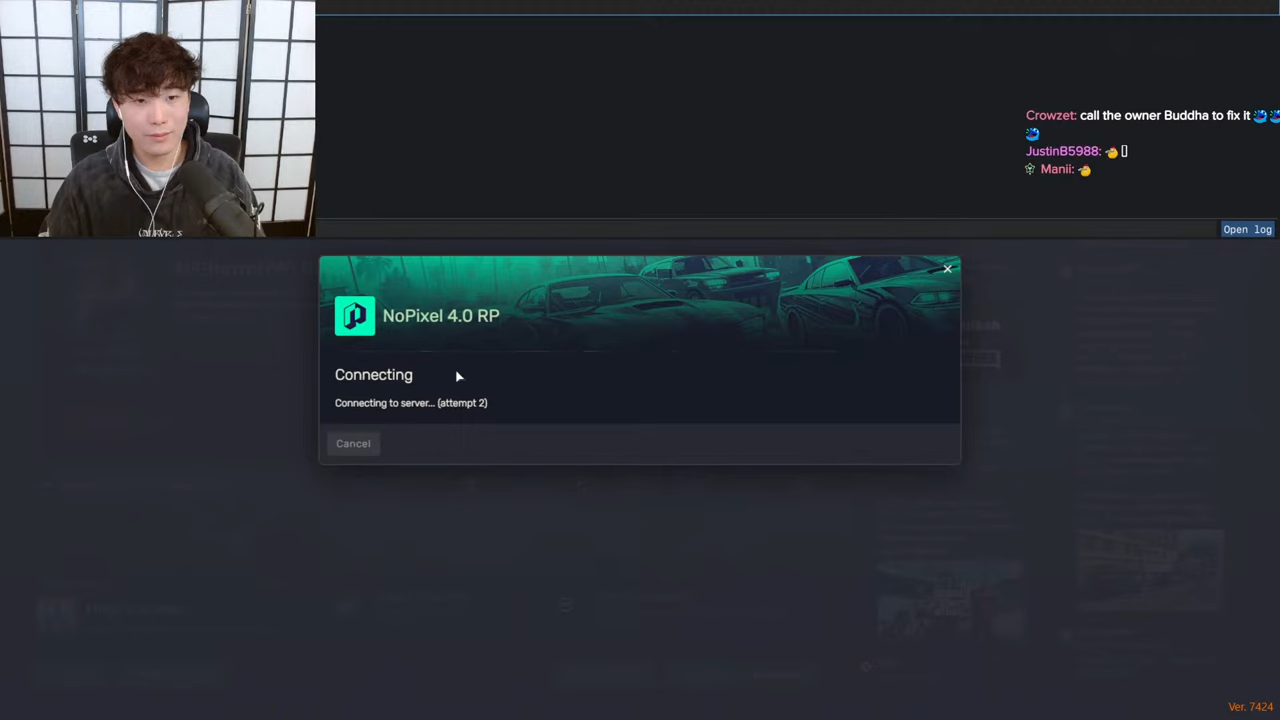 Crowzet: call the owner Buddha to fix it
JustinB5988: []
Manii:
Open log
NoPixel 4.0 RP
Connecting
Connecting to server... (attempt 2)
Cancel
Ver. 7424